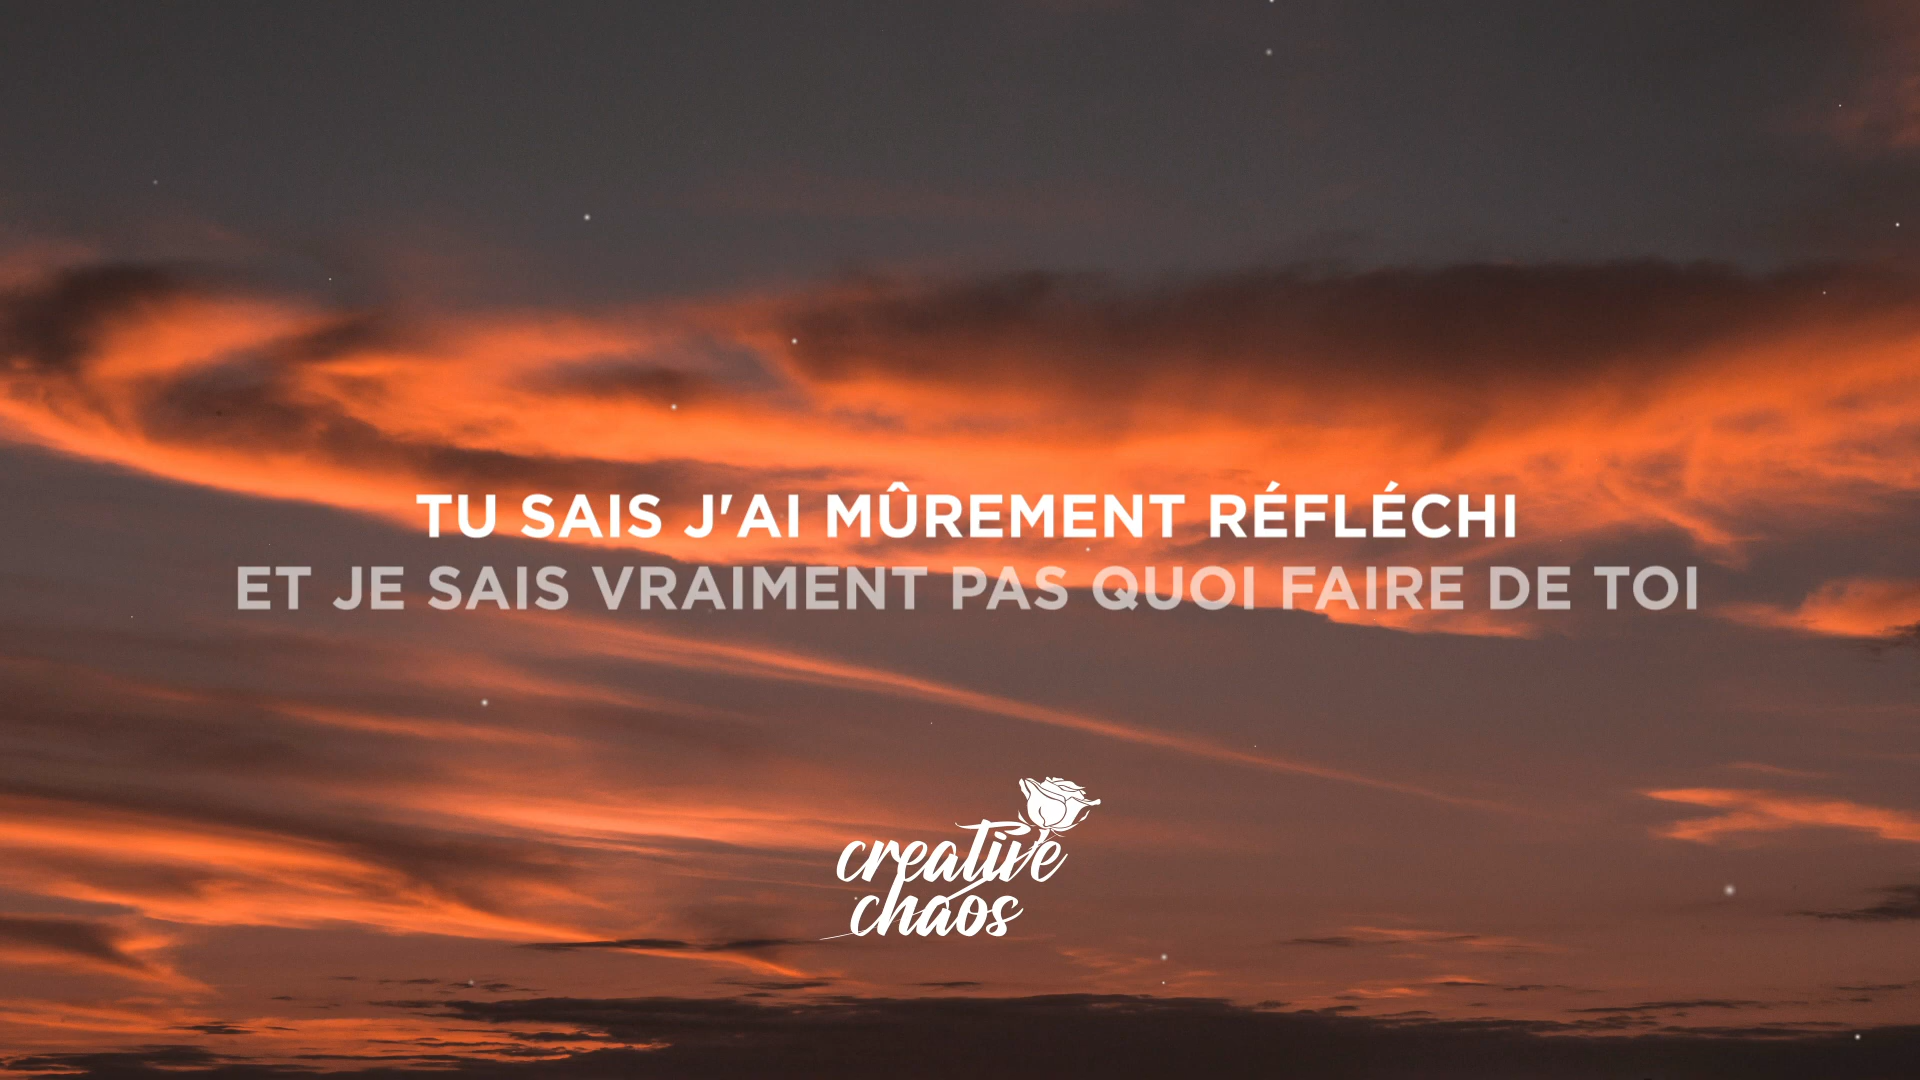 TU SAIS J'AI MÛREMENT RÉFLÉCHI
ET JE SAIS VRAIMENT PAS QUOI FAIRE DE TOI
creative
chaos